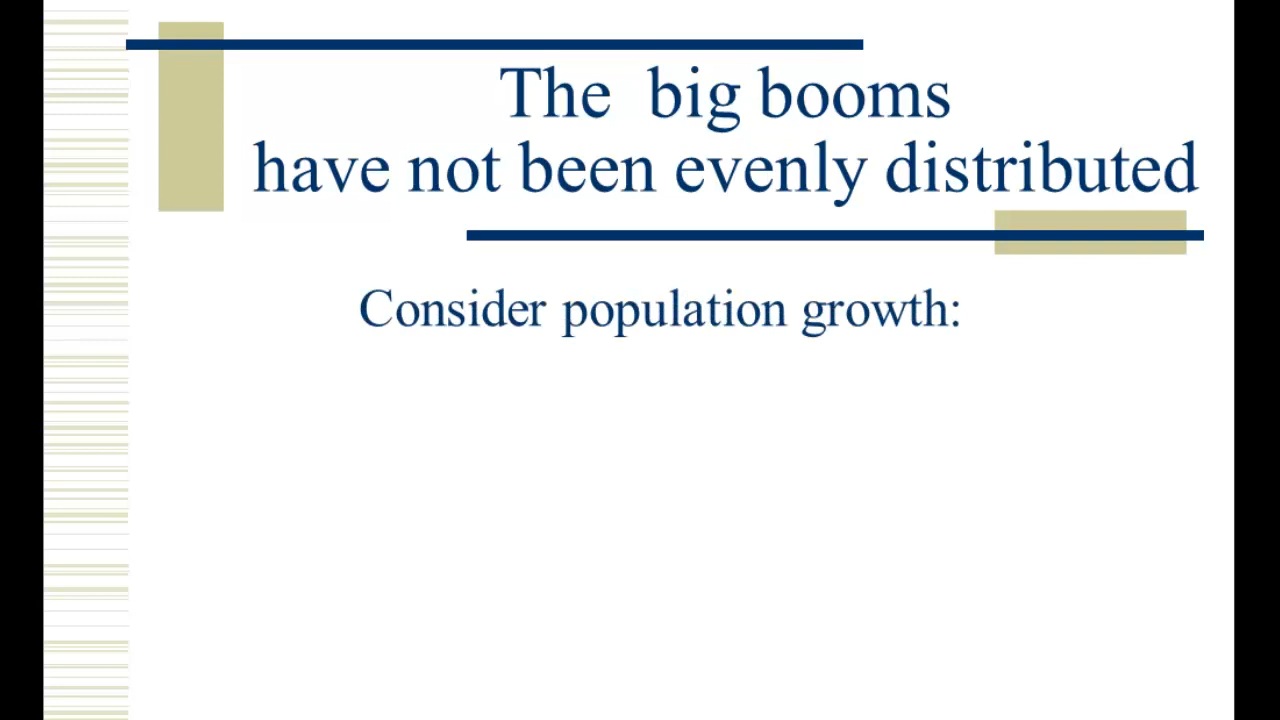 The  big booms
have not been evenly distributed
Consider population growth: